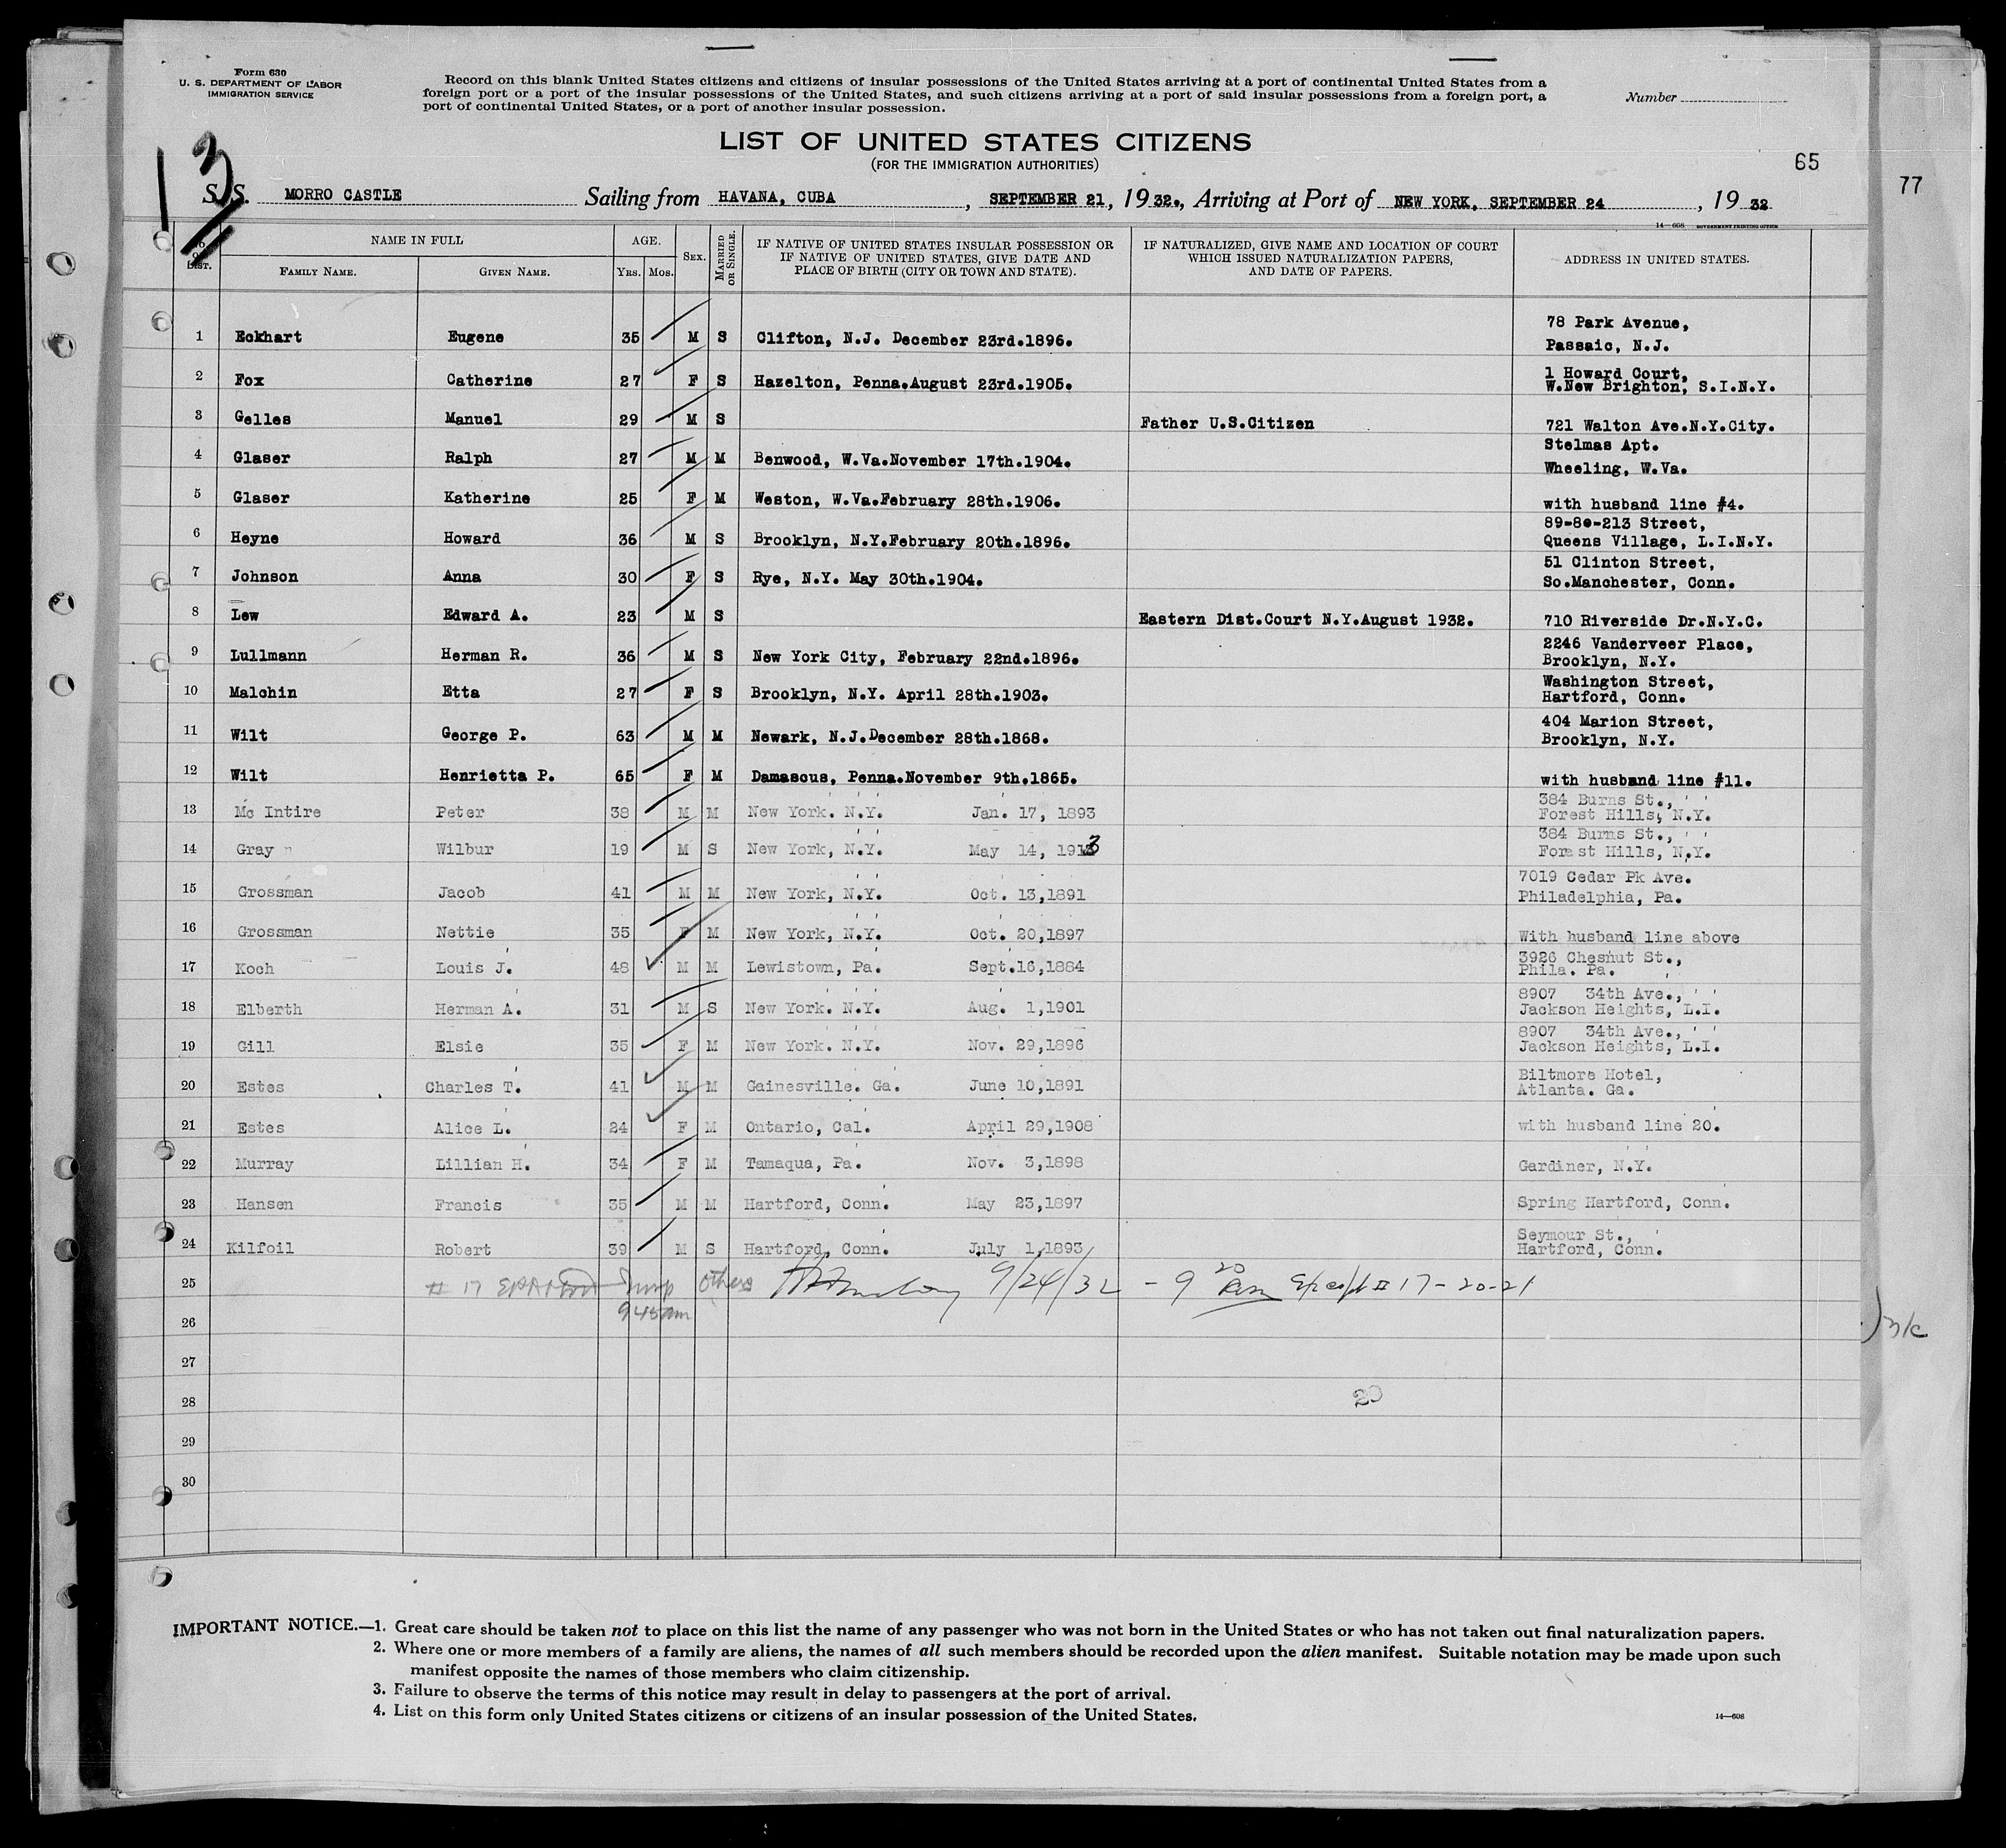 Form 630
U. S. DEPARTMENT OF LABOR
IMMIGRATION SERVICE
Record on this blank United States citizens and citizens of insular possessions of the United States arriving at a port of continental United States from a
foreign port or a port of the insular possessions of the United States, and such citizens arriving at a port of said insular possessions from a foreign port, a
port of continental United States, or a port of another insular possession.
Number
13
LIST OF UNITED STATES CITIZENS
(FOR THE IMMIGRATION AUTHORITIES)
65
77
S. S. MORRO CASTLE Sailing from HAVANA, CUBA, SEPTEMBER 21, 1932., Arriving at Port of NEW YORK, SEPTEMBER 24, 1932
14—608 GOVERNMENT PRINTING OFFICE
No. on List. NAME IN FULL FAMILY NAME. GIVEN NAME. AGE. YRS. MOS. SEX. MARRIED OR SINGLE. IF NATIVE OF UNITED STATES INSULAR POSSESSION OR IF NATIVE OF UNITED STATES, GIVE DATE AND PLACE OF BIRTH (CITY OR TOWN AND STATE). IF NATURALIZED, GIVE NAME AND LOCATION OF COURT WHICH ISSUED NATURALIZATION PAPERS, AND DATE OF PAPERS. ADDRESS IN UNITED STATES.
1 Eckhart Eugene 35 M S Clifton, N.J. December 23rd.1896. 78 Park Avenue, Passaic, N.J.
2 Fox Catherine 27 F S Hazelton, Penna.August 23rd.1905. 1 Howard Court, W.New Brighton, S.I.N.Y.
3 Gelles Manuel 29 M S Father U.S.Citizen 721 Walton Ave.N.Y.City.
4 Glaser Ralph 27 M M Benwood, W.Va.November 17th.1904. Stelmas Apt. Wheeling, W.Va.
5 Glaser Katherine 25 F M Weston, W.Va.February 28th.1906. with husband line #4.
6 Heyne Howard 36 M S Brooklyn, N.Y.February 20th.1896. 89-80-213 Street, Queens Village, L.I.N.Y.
7 Johnson Anna 30 F S Rye, N.Y. May 30th.1904. 51 Clinton Street, So.Manchester, Conn.
8 Lew Edward A. 23 M S Eastern Dist.Court N.Y.August 1932. 710 Riverside Dr.N.Y.C.
9 Lullmann Herman R. 36 M S New York City, February 22nd.1896. 2246 Vanderveer Place, Brooklyn, N.Y.
10 Malchin Etta 27 F S Brooklyn, N.Y. April 28th.1903. Washington Street, Hartford, Conn.
11 Wilt George P. 63 M M Newark, N.J.December 28th.1868. 404 Marion Street, Brooklyn, N.Y.
12 Wilt Henrietta P. 65 F M Damascus, Penna.November 9th.1865. with husband line #11.
13 Mc Intire Peter 38 M M New York. N.Y. Jan. 17, 1893 384 Burns St., Forest Hills, N.Y.
14 Gray Wilbur 19 M S New York, N.Y. May 14, 1913 384 Burns St., Forest Hills, N.Y.
15 Grossman Jacob 41 M M New York, N.Y. Oct. 13,1891 7019 Cedar Pk Ave. Philadelphia, Pa.
16 Grossman Nettie 35 F M New York, N.Y. Oct. 20,1897 With husband line above
17 Koch Louis J. 48 M M Lewistown, Pa. Sept.16,1884 3926 Chesnut St., Phila. Pa.
18 Elberth Herman A. 31 M S New York. N.Y. Aug. 1,1901 8907 34th Ave., Jackson Heights, L.I.
19 Gill Elsie 35 F M New York. N.Y. Nov. 29,1896 8907 34th Ave., Jackson Heights, L.I.
20 Estes Charles T. 41 M M Gainesville. Ga. June 10,1891 Biltmore Hotel, Atlanta. Ga.
21 Estes Alice L. 24 F M Ontario, Cal. April 29,1908 with husband line 20.
22 Murray Lillian H. 34 F M Tamaqua, Pa. Nov. 3,1898 Gardiner, N.Y.
23 Hansen Francis 35 M M Hartford, Conn. May 23,1897 Spring Hartford, Conn.
24 Kilfoil Robert 39 M S Hartford, Conn. July 1,1893 Seymour St., Hartford, Conn.
25 # 17 others 9/24/32 - 9 20 am Except # 17-20-21
9 45 am
26
27
28 20
29
30
IMPORTANT NOTICE.—1. Great care should be taken not to place on this list the name of any passenger who was not born in the United States or who has not taken out final naturalization papers.
2. Where one or more members of a family are aliens, the names of all such members should be recorded upon the alien manifest. Suitable notation may be made upon such
manifest opposite the names of those members who claim citizenship.
3. Failure to observe the terms of this notice may result in delay to passengers at the port of arrival.
4. List on this form only United States citizens or citizens of an insular possession of the United States.
14—608